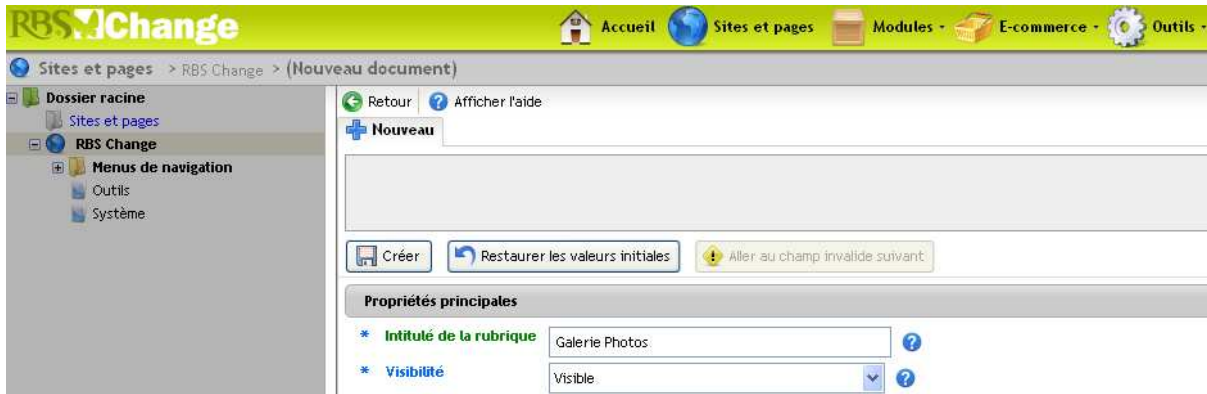 RBS Change
Accueil Sites et pages Modules - E-commerce - Outils -
Sites et pages > RBS Change > (Nouveau document)
Dossier racine
Sites et pages
RBS Change
Menus de navigation
Outils
Système
Retour Afficher l'aide
Nouveau
Créer Restaurer les valeurs initiales Aller au champ invalide suivant
Propriétés principales
* Intitulé de la rubrique Galerie Photos
* Visibilité Visible